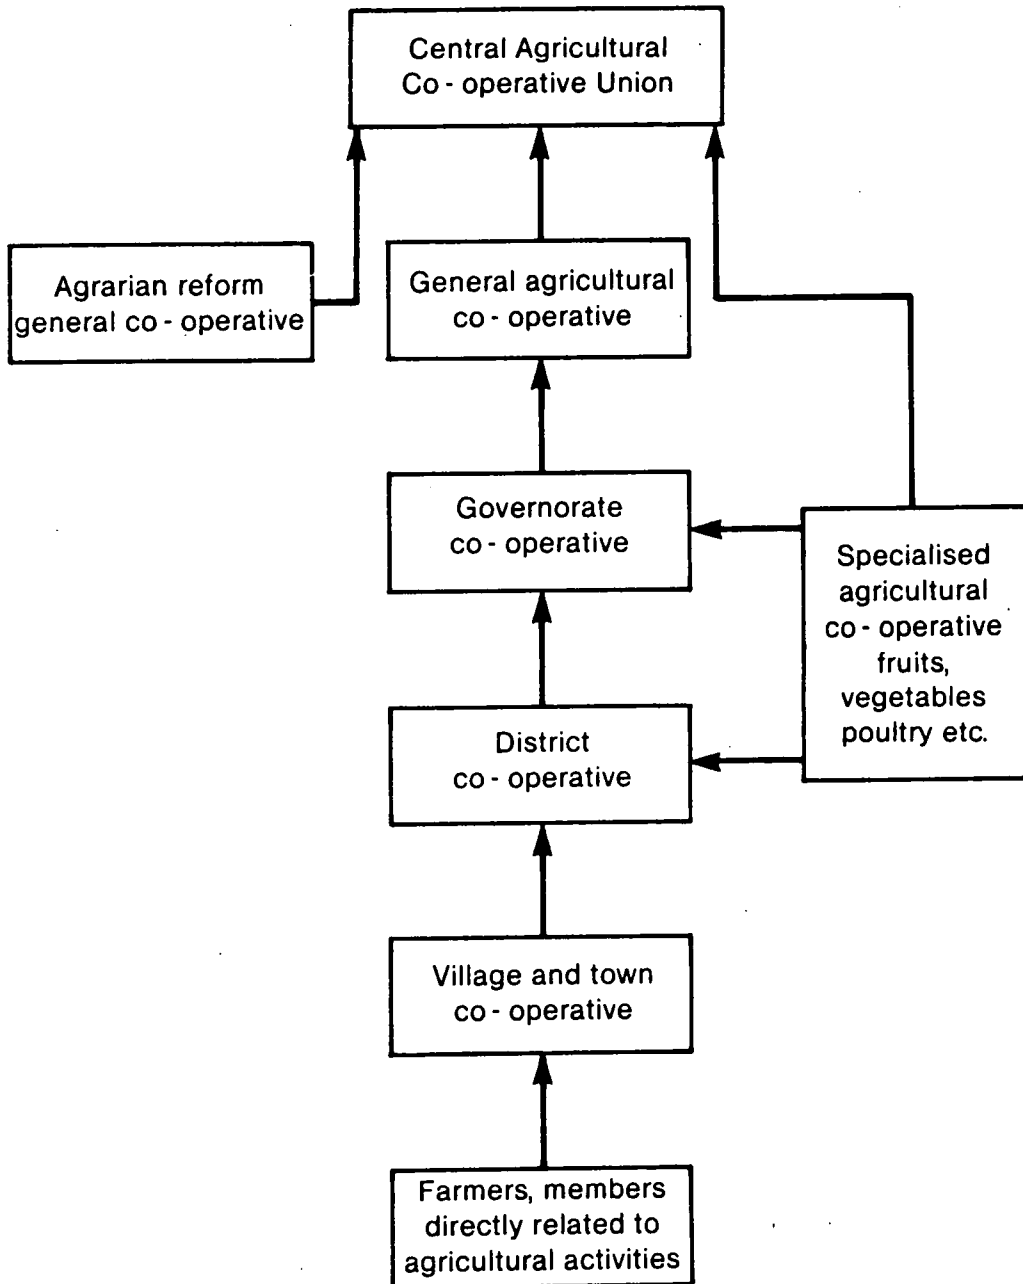 Central Agricultural
Co - operative Union
Agrarian reform
general co - operative
General agricultural
co - operative
Governorate
co - operative
Specialised
agricultural
co - operative
fruits,
vegetables
poultry etc.
District
co - operative
Village and town
co - operative
Farmers, members
directly related to
agricultural activities